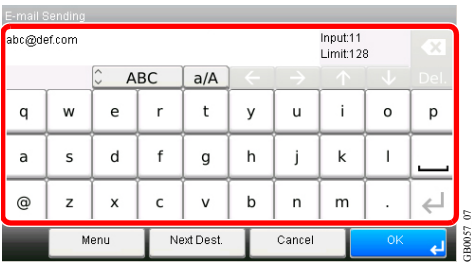 E-mail Sending
abc@def.com
Input:11
Limit:128
ABC a/A Del.
q w e r t y u i o p
a s d f g h j k l
@ z x c v b n m .
Menu Next Dest. Cancel OK
GB0057_07